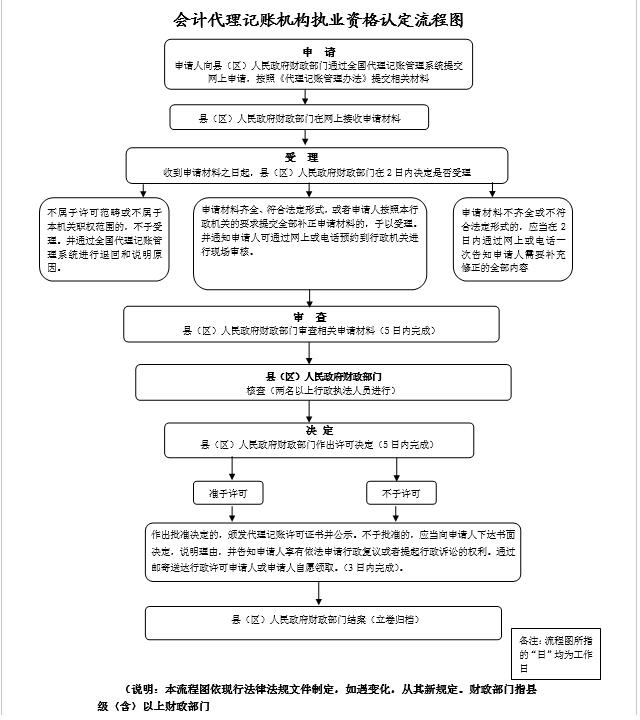 会计代理记账机构执业资格认定流程图
申 请
申请人向县（区）人民政府财政部门通过全国代理记账管理系统提交
网上申请，按照《代理记账管理办法》提交相关材料
县（区）人民政府财政部门在网上接收申请材料
受 理
收到申请材料之日起，县（区）人民政府财政部门在2日内决定是否受理
不属于许可范畴或不属于
本机关职权范围的，不予受
理。并通过全国代理记账管
理系统进行退回和说明原
因。
申请材料齐全、符合法定形式，或者申请人按照本行
政机关的要求提交全部补正申请材料的，予以受理。
并通知申请人可通过网上或电话预约到行政机关进
行现场审核。
申请材料不齐全或不符
合法定形式的，应当在 2
日内通过网上或电话一
次告知申请人需要补充
修正的全部内容
审 查
县（区）人民政府财政部门审查相关申请材料（5日内完成）
县（区）人民政府财政部门
核查（两名以上行政执法人员进行）
决 定
县（区）人民政府财政部门作出许可决定（5日内完成）
准予许可
不予许可
作出批准决定的，颁发代理记账许可证书并公示。不予批准的，应当向申请人下达书面
决定，说明理由，并告知申请人享有依法申请行政复议或者提起行政诉讼的权利。通过
邮寄送达行政许可申请人或申请人自愿领取。（3日内完成）。
县（区）人民政府财政部门结案（立卷归档）
备注：流程图所指
的“日”均为工作
日
（说明：本流程图依现行法律法规文件制定，如遇变化，从其新规定。财政部门指县
级（含）以上财政部门